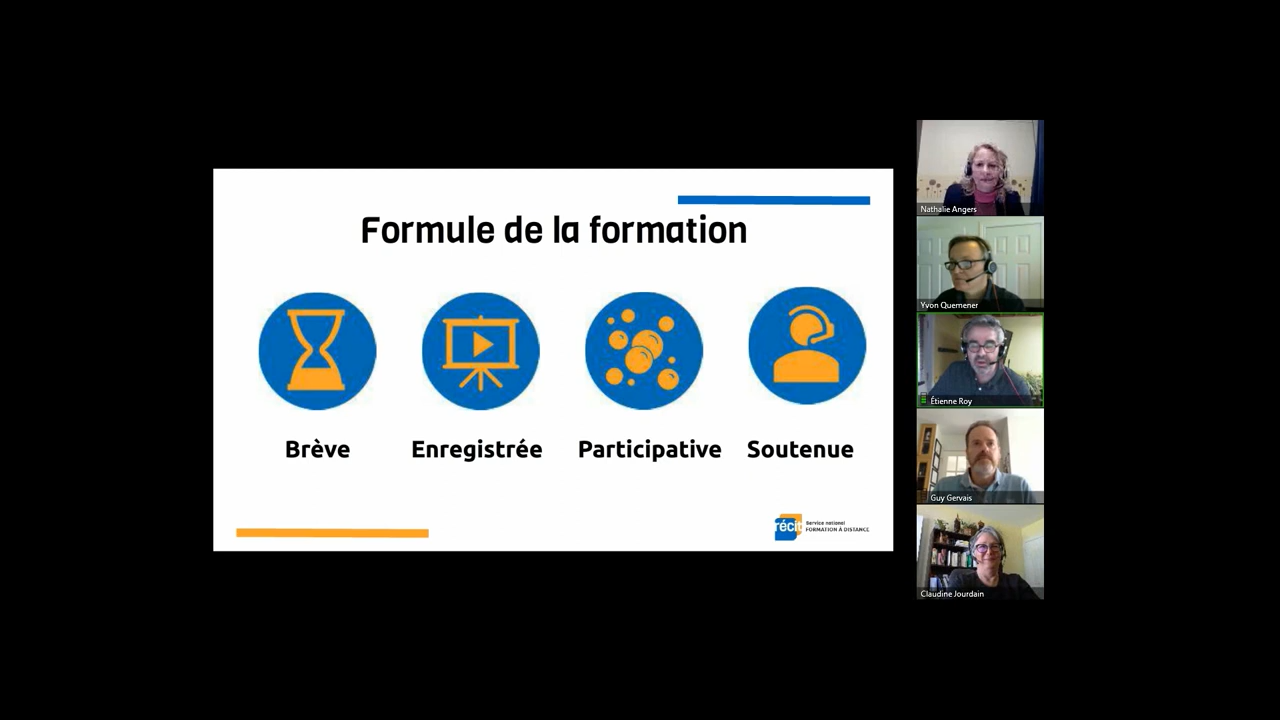 Formule de la formation
Brève
Enregistrée
Participative
Soutenue
récit
Service national
FORMATION À DISTANCE
Nathalie Angers
Yvon Quemener
Étienne Roy
Guy Gervais
Claudine Jourdain